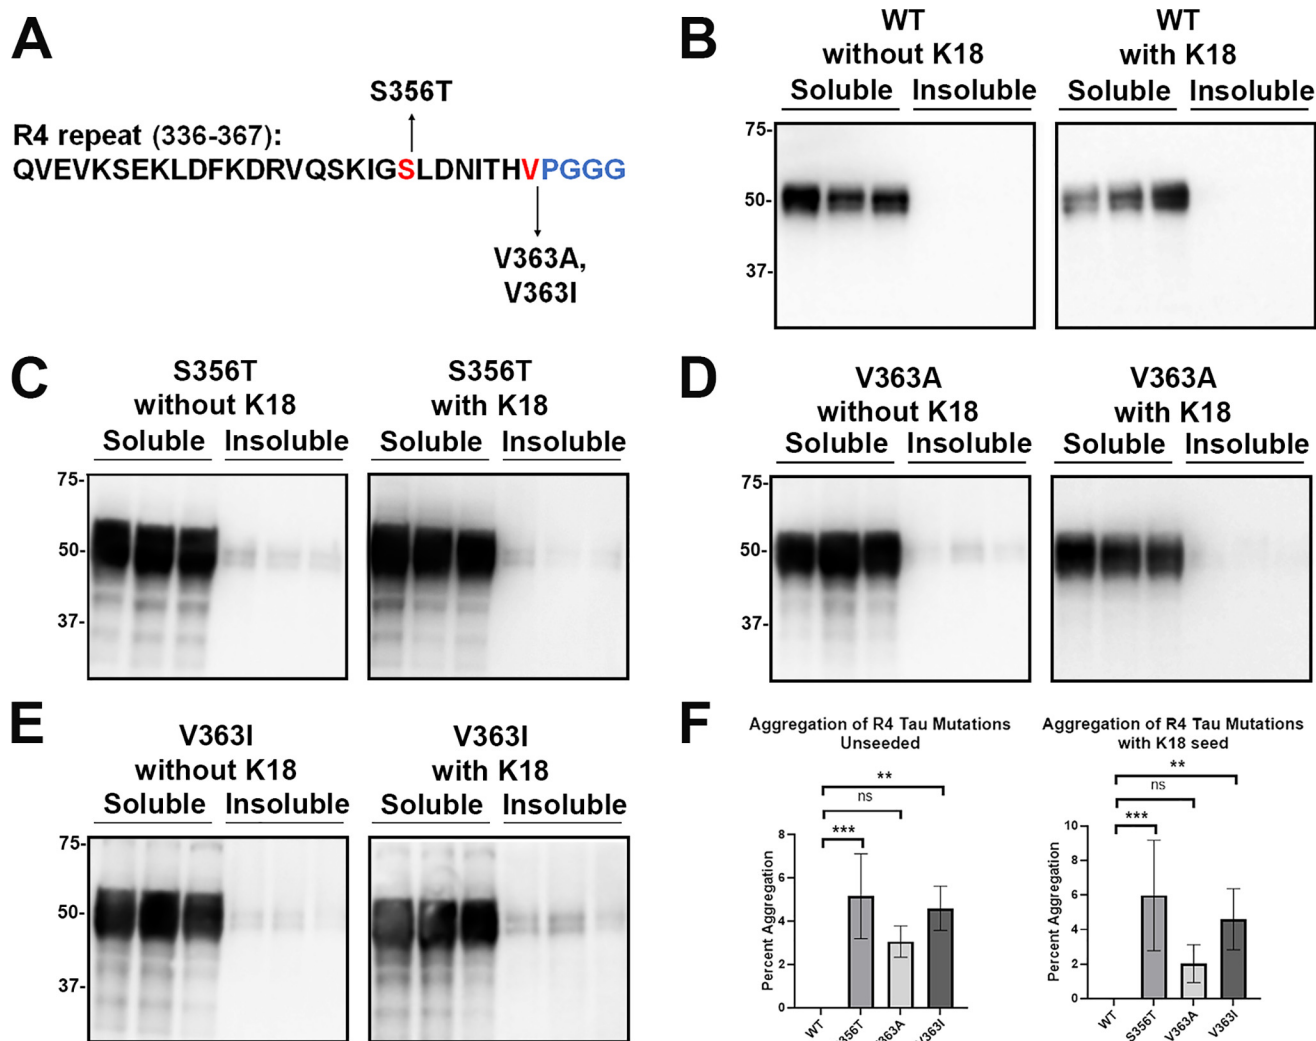 A
S356T
R4 repeat (336-367):
QVEVKSEKLDFKDRVQSKIGSLDNITHVPGGG
V363A,
V363I
B
WT
without K18
Soluble Insoluble
WT
with K18
Soluble Insoluble
75-
50-
37-
C
S356T
without K18
Soluble Insoluble
S356T
with K18
Soluble Insoluble
75-
50-
37-
D
V363A
without K18
Soluble Insoluble
V363A
with K18
Soluble Insoluble
75-
50-
37-
E
V363I
without K18
Soluble Insoluble
V363I
with K18
Soluble Insoluble
75-
50-
37-
F
Aggregation of R4 Tau Mutations
Unseeded
**
ns
***
Percent Aggregation
8
6
4
2
0
WT
356T
V363I
Aggregation of R4 Tau Mutations
with K18 seed
**
ns
***
Percent Aggregation
10
8
6
4
2
0
WT
S356T
V363A
V363I